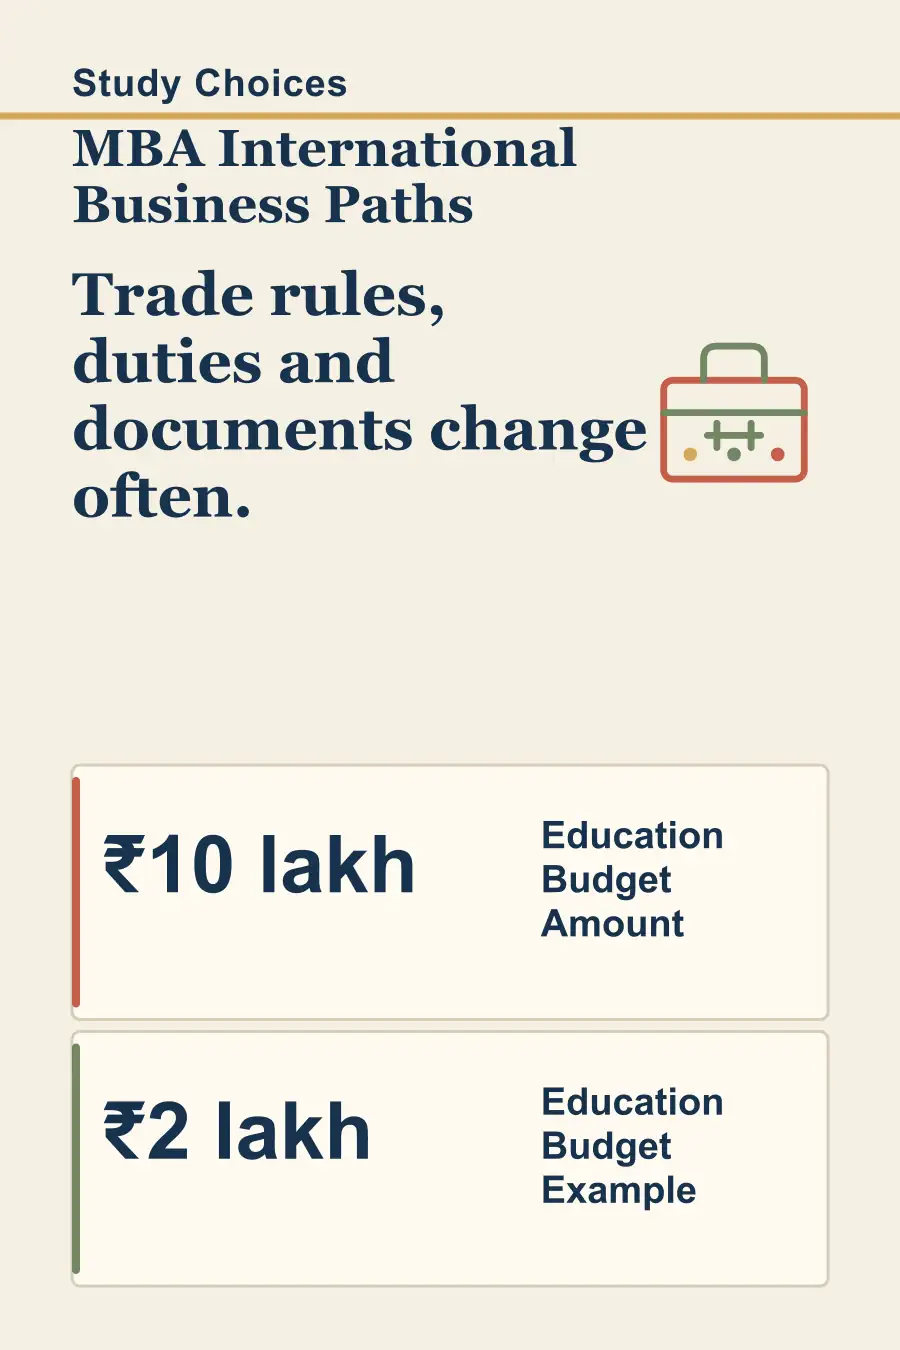 Study Choices
MBA International
Business Paths
Trade rules,
duties and
documents change
often.
₹10 lakh
Education
Budget
Amount
₹2 lakh
Education
Budget
Example